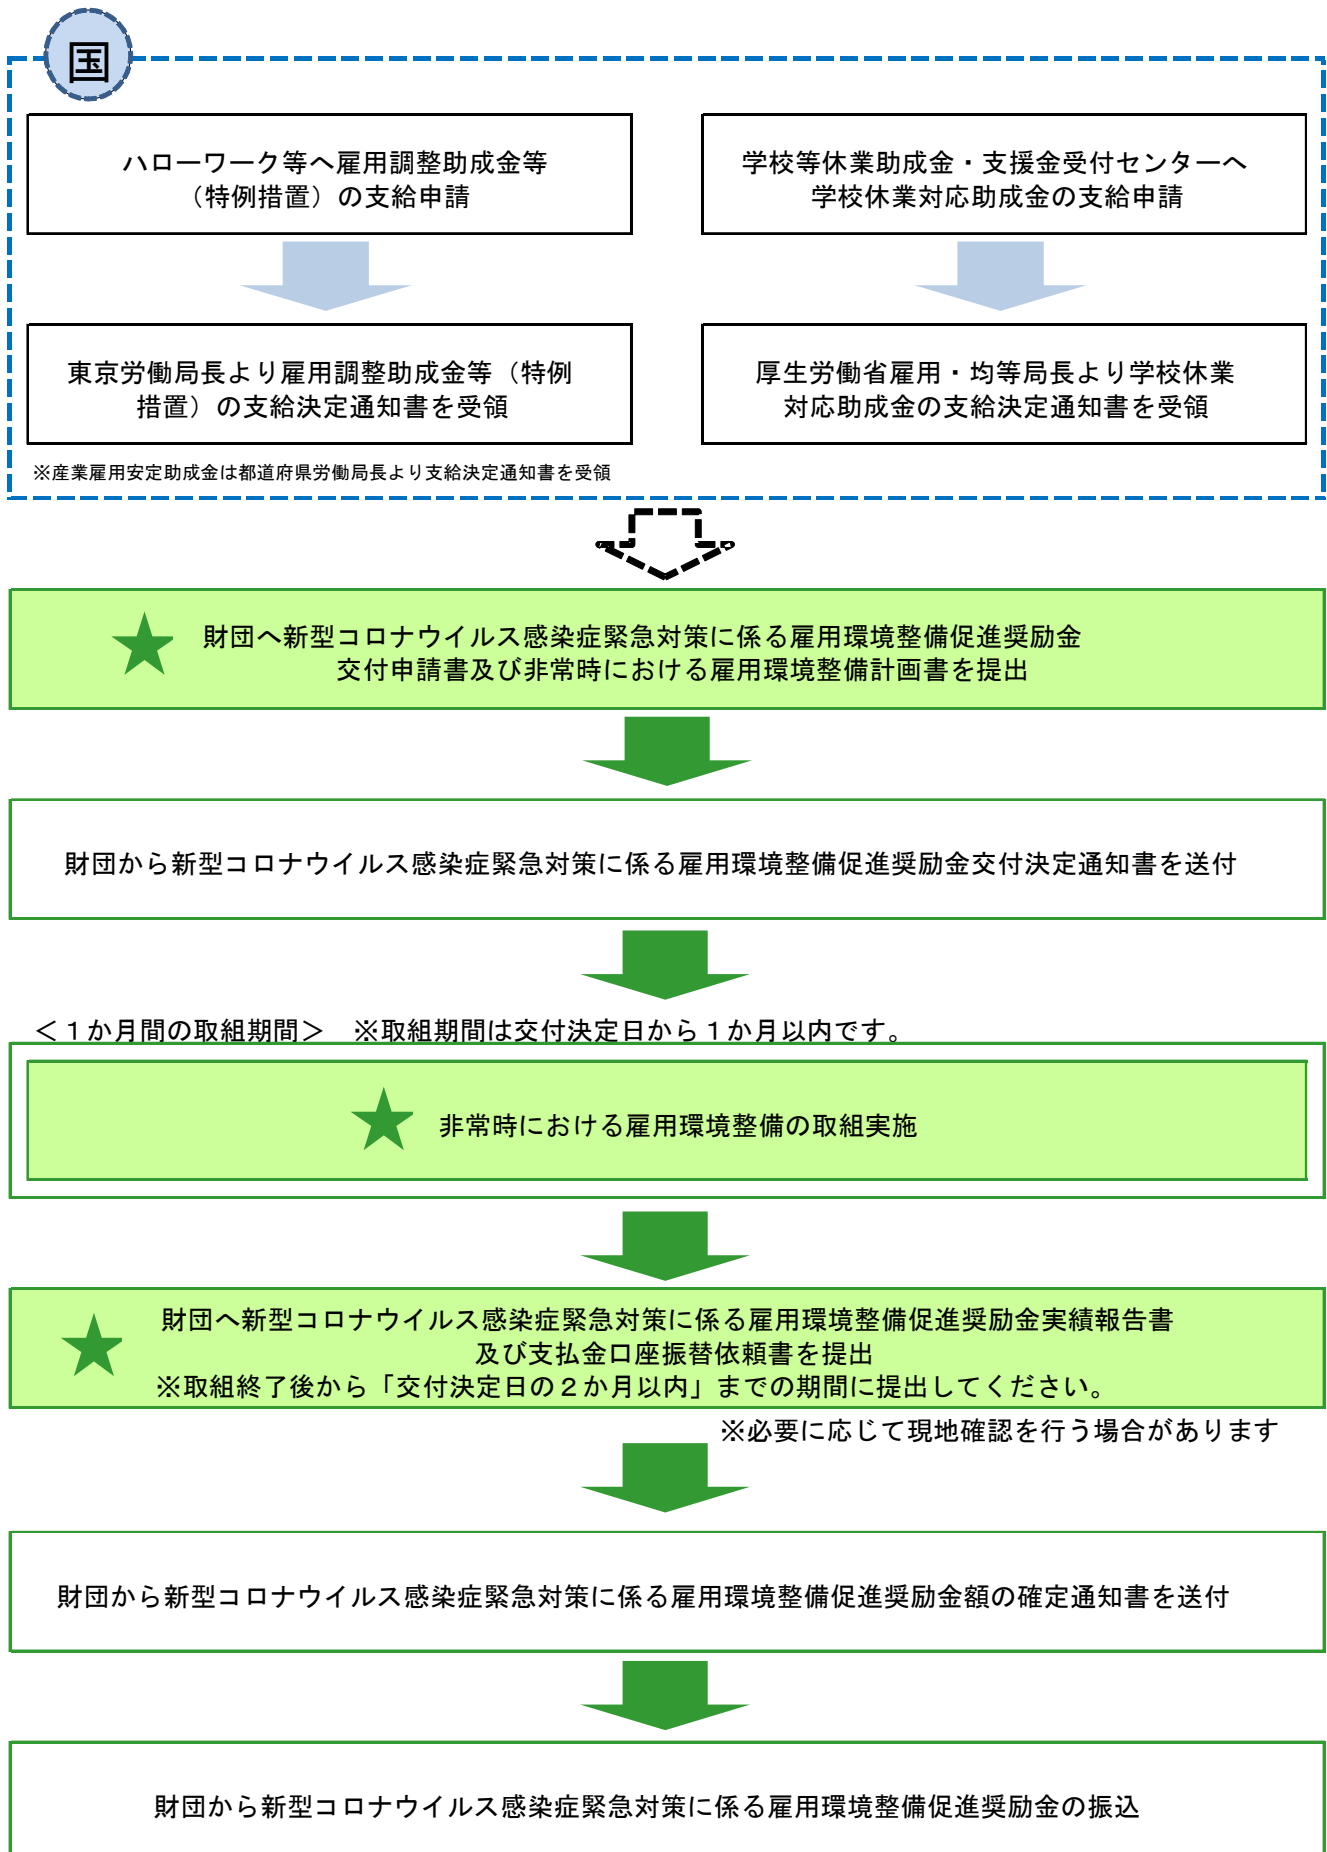 国
ハローワーク等へ雇用調整助成金等
（特例措置）の支給申請
学校等休業助成金・支援金受付センターへ
学校休業対応助成金の支給申請
東京労働局長より雇用調整助成金等（特例
措置）の支給決定通知書を受領
厚生労働省雇用・均等局長より学校休業
対応助成金の支給決定通知書を受領
※産業雇用安定助成金は都道府県労働局長より支給決定通知書を受領
財団へ新型コロナウイルス感染症緊急対策に係る雇用環境整備促進奨励金
交付申請書及び非常時における雇用環境整備計画書を提出
財団から新型コロナウイルス感染症緊急対策に係る雇用環境整備促進奨励金交付決定通知書を送付
＜１か月間の取組期間＞　※取組期間は交付決定日から１か月以内です。
非常時における雇用環境整備の取組実施
財団へ新型コロナウイルス感染症緊急対策に係る雇用環境整備促進奨励金実績報告書
及び支払金口座振替依頼書を提出
※取組終了後から「交付決定日の２か月以内」までの期間に提出してください。
※必要に応じて現地確認を行う場合があります
財団から新型コロナウイルス感染症緊急対策に係る雇用環境整備促進奨励金額の確定通知書を送付
財団から新型コロナウイルス感染症緊急対策に係る雇用環境整備促進奨励金の振込